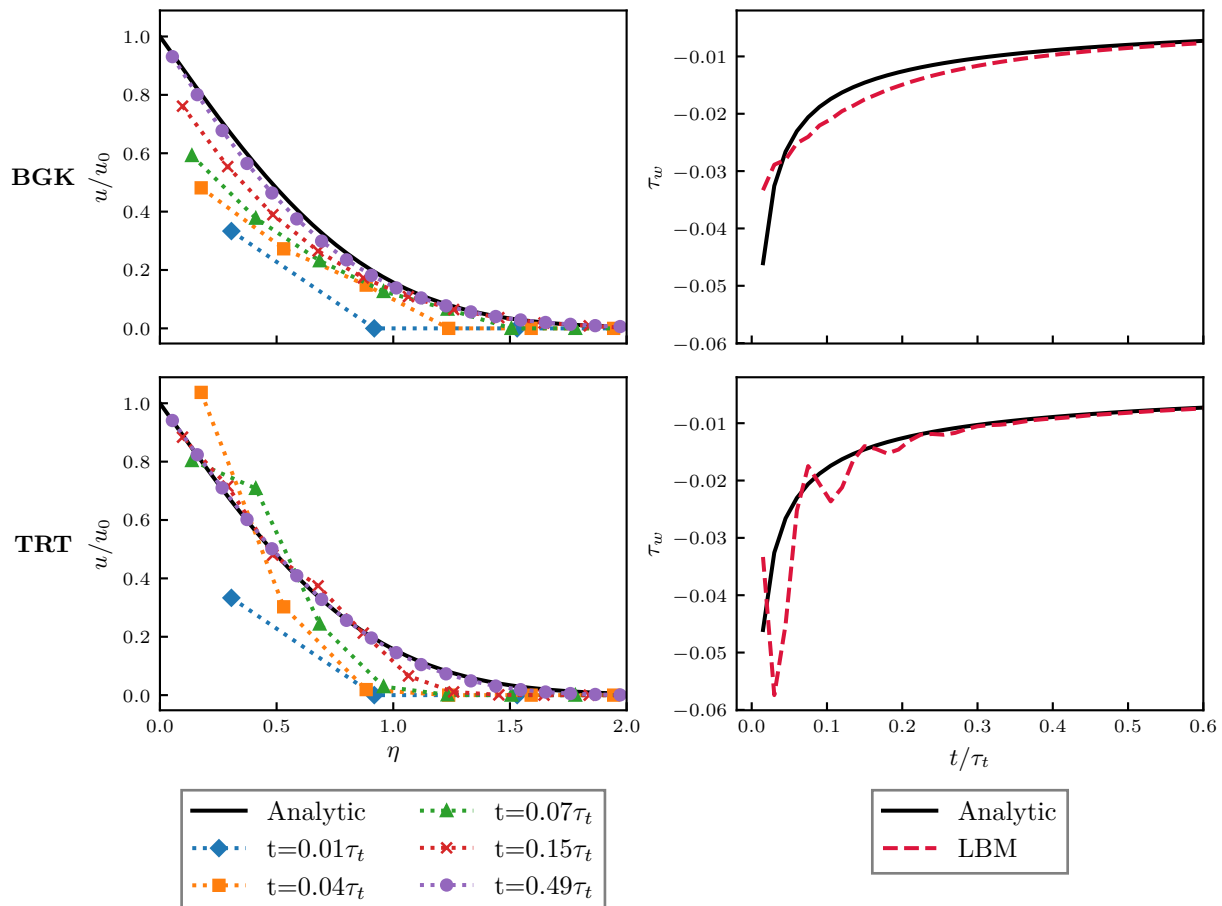 BGK
u/u₀
1.0
0.8
0.6
0.4
0.2
0.0
τ_w
−0.01
−0.02
−0.03
−0.04
−0.05
−0.06
TRT
u/u₀
1.0
0.8
0.6
0.4
0.2
0.0
0.0 0.5 1.0 1.5 2.0
η
τ_w
−0.01
−0.02
−0.03
−0.04
−0.05
−0.06
0.0 0.1 0.2 0.3 0.4 0.5 0.6
t/τ_t
Analytic
t=0.01τ_t
t=0.04τ_t
t=0.07τ_t
t=0.15τ_t
t=0.49τ_t
Analytic
LBM